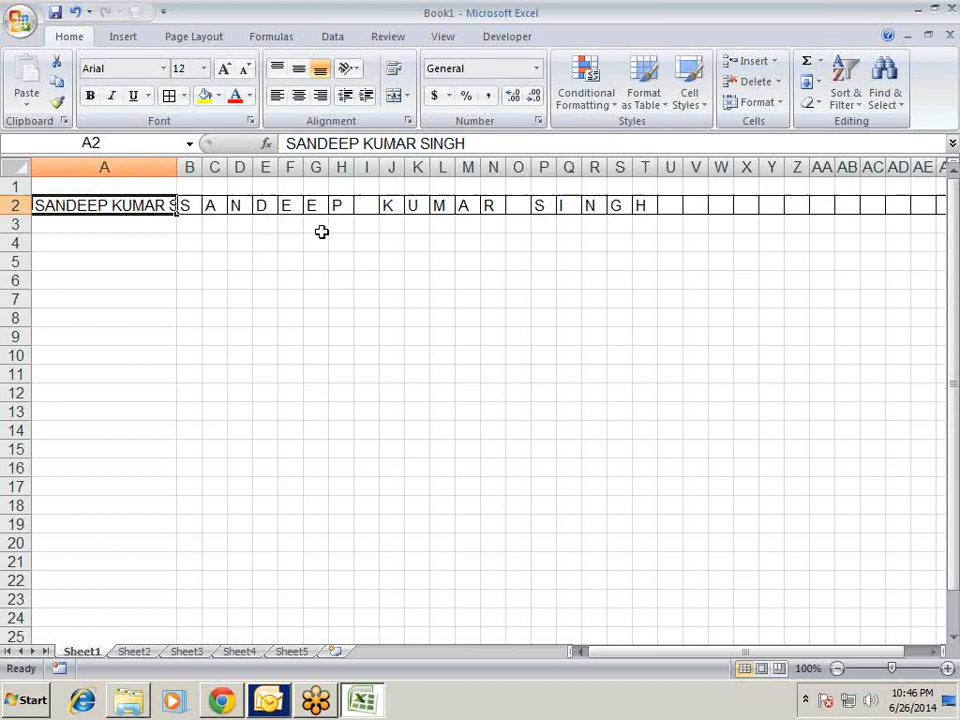 Book1 - Microsoft Excel
Home Insert Page Layout Formulas Data Review View Developer
Paste
Clipboard
Arial 12
B I U
Font
Alignment
General
$ % ,
Number
Conditional Formatting
Format as Table
Cell Styles
Styles
Insert
Delete
Format
Cells
Sort & Filter
Find & Select
Editing
A2 fx SANDEEP KUMAR SINGH
A B C D E F G H I J K L M N O P Q R S T U V W X Y Z AA AB AC AD AE
1
2 SANDEEP KUMAR S S A N D E E P K U M A R S I N G H
3
4
5
6
7
8
9
10
11
12
13
14
15
16
17
18
19
20
21
22
23
24
25
Sheet1 Sheet2 Sheet3 Sheet4 Sheet5
Ready 100%
Start
10:46 PM
6/26/2014